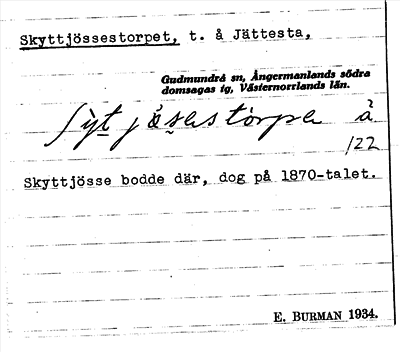 Skyttjössestorpet, t. å Jättesta,
Gudmundrå sn, Ångermanlands södra
domsagas tg, Västernorrlands län.
å
122
Skyttjösse bodde där, dog på 1870-talet.
E. BURMAN 1934.